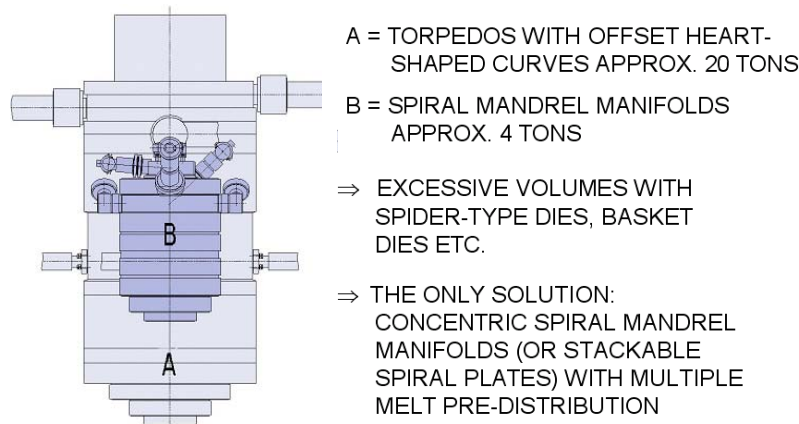 A = TORPEDOS WITH OFFSET HEART-
SHAPED CURVES APPROX. 20 TONS
B = SPIRAL MANDREL MANIFOLDS
APPROX. 4 TONS
⇒ EXCESSIVE VOLUMES WITH
SPIDER-TYPE DIES, BASKET
DIES ETC.
⇒ THE ONLY SOLUTION:
CONCENTRIC SPIRAL MANDREL
MANIFOLDS (OR STACKABLE
SPIRAL PLATES) WITH MULTIPLE
MELT PRE-DISTRIBUTION
B
A